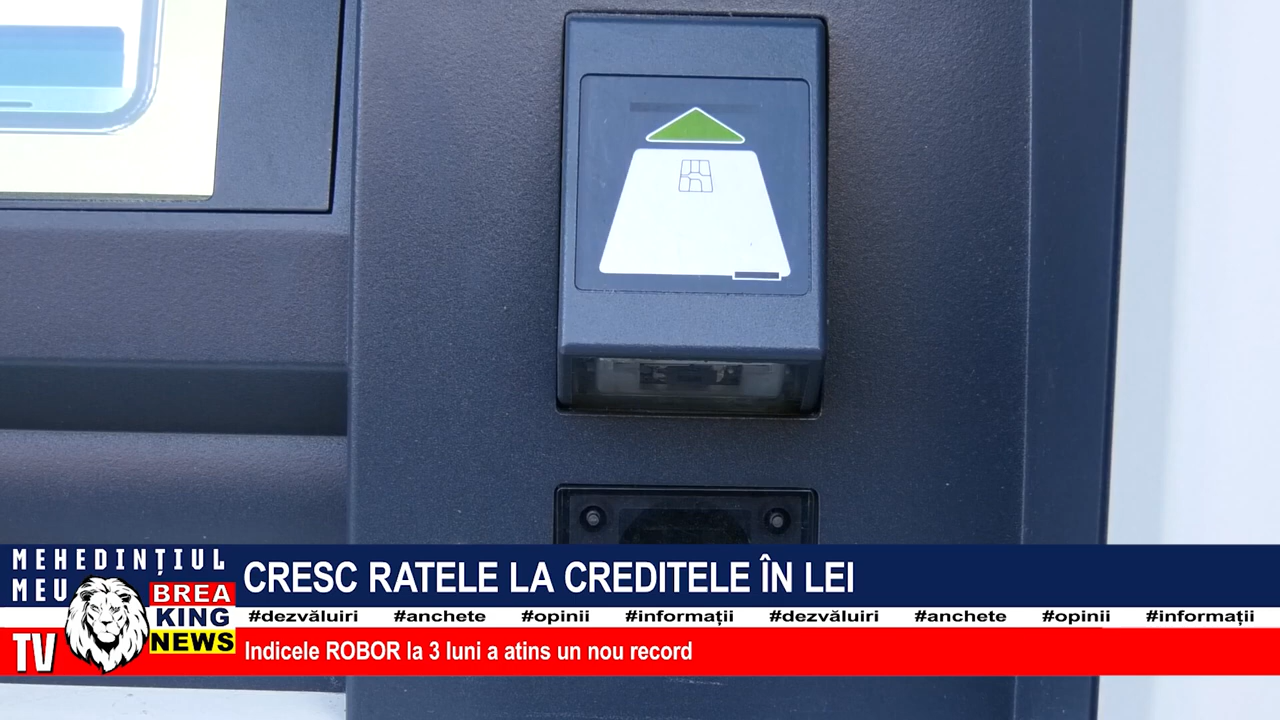 MEHEDINȚIUL
MEU
TV
BREA
KING
NEWS
CRESC RATELE LA CREDITELE ÎN LEI
#dezvăluiri #anchete #opinii #informații #dezvăluiri #anchete #opinii #informații
Indicele ROBOR la 3 luni a atins un nou record